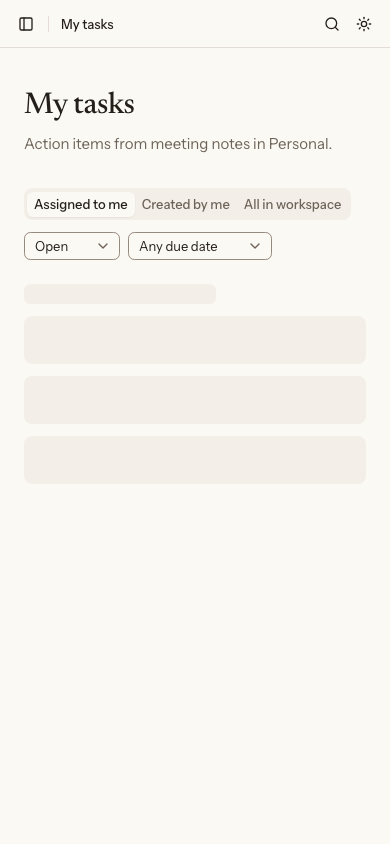 My tasks
My tasks
Action items from meeting notes in Personal.
Assigned to me Created by me All in workspace
Open Any due date